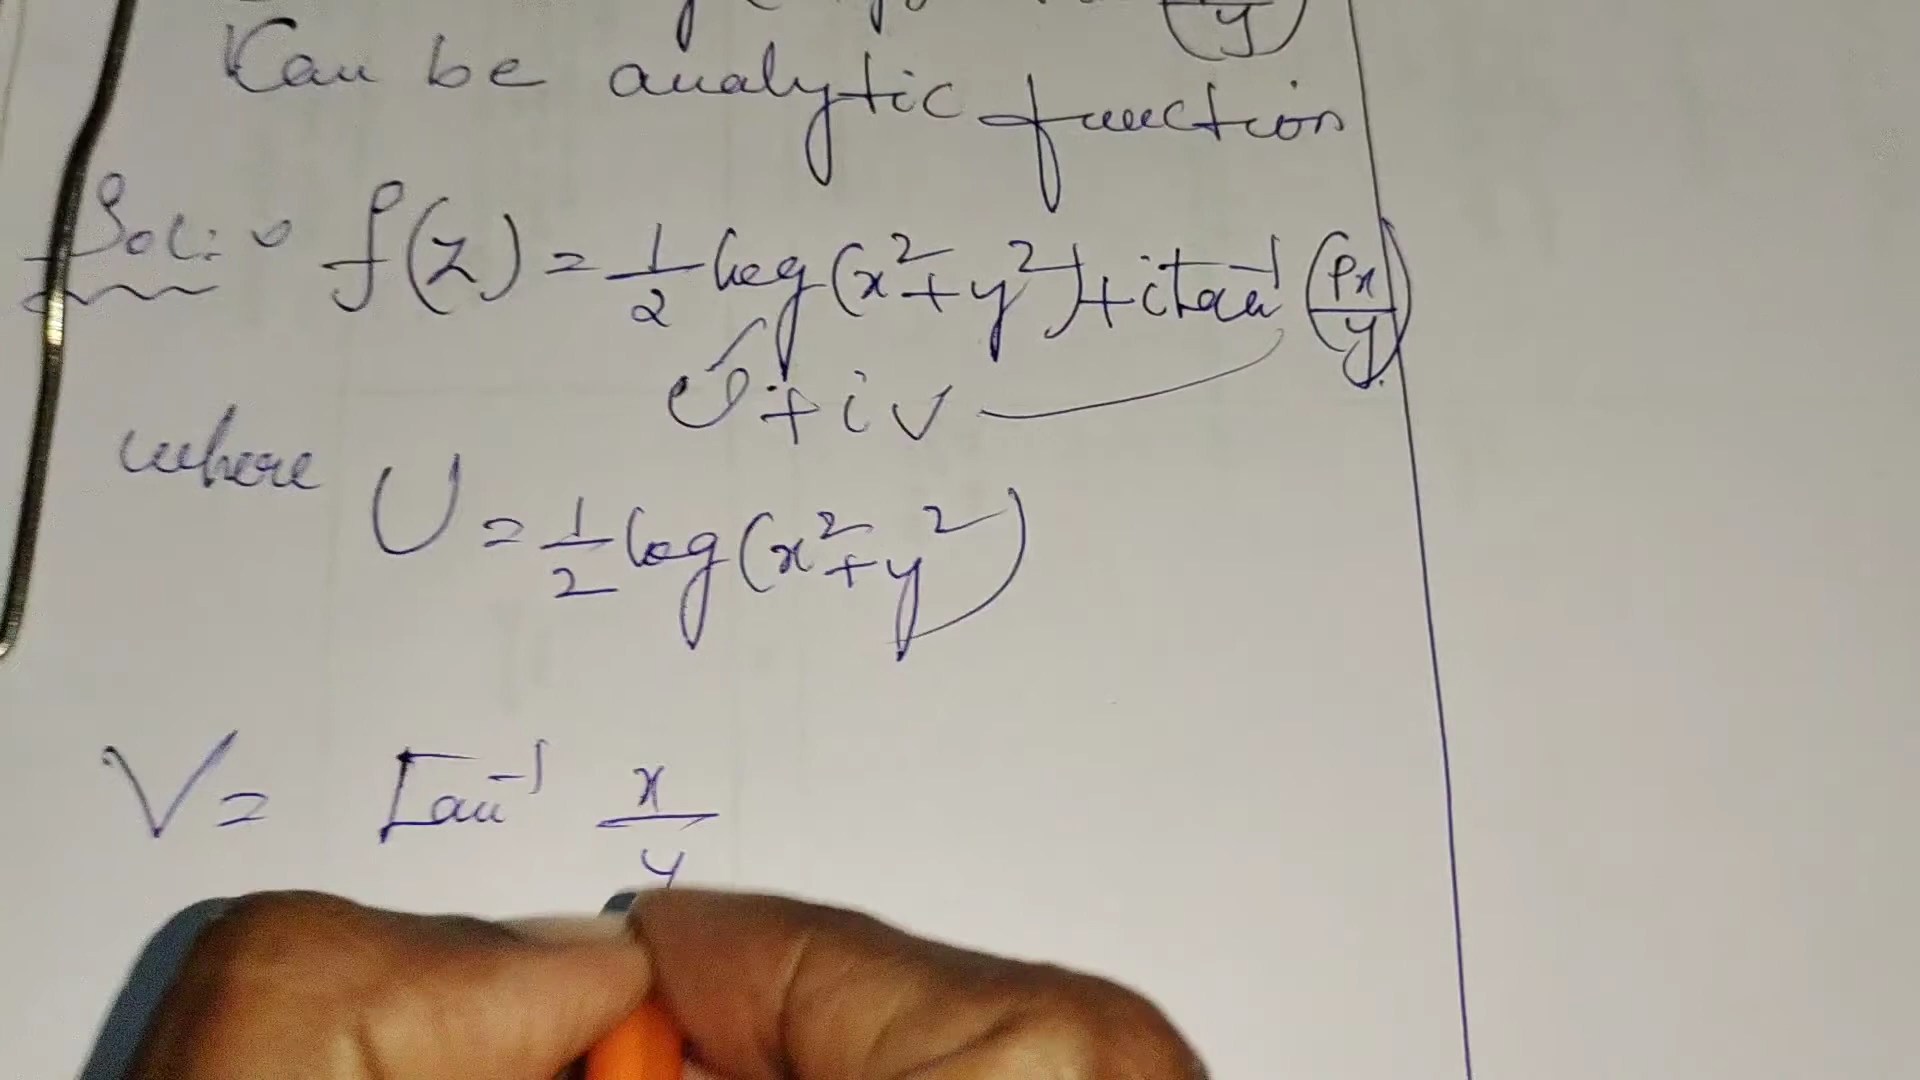 y
Can be analytic function
Sol: f(z) = 1/2 log(x²+y²) + i tan⁻¹ (Px/y)
U + iv
where U = 1/2 log(x²+y²)
V = Tan⁻¹ x/y